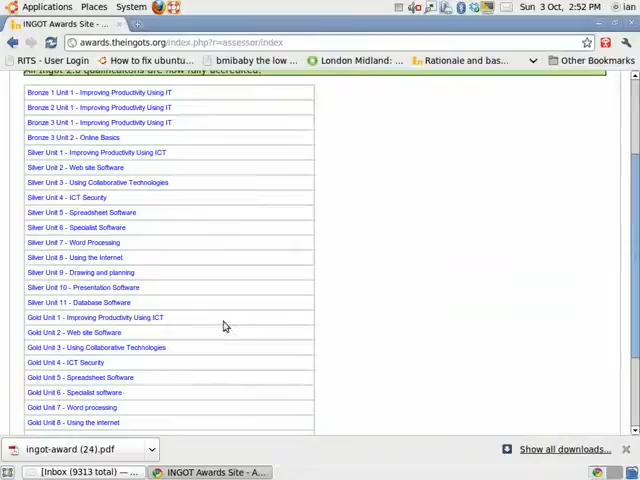 Applications Places System Sun 3 Oct, 2:52 PM ian
INGOT Awards Site - ...
awards.theingots.org/index.php?r=assessor/index
RITS - User Login How to fix ubuntu... bmibaby the low ... London Midland: ... Rationale and bas... Other Bookmarks
All Ingot 2.0 qualifications are now fully accredited.
Bronze 1 Unit 1 - Improving Productivity Using IT
Bronze 2 Unit 1 - Improving Productivity Using IT
Bronze 3 Unit 1 - Improving Productivity Using IT
Bronze 3 Unit 2 - Online Basics
Silver Unit 1 - Improving Productivity Using ICT
Silver Unit 2 - Web site Software
Silver Unit 3 - Using Collaborative Technologies
Silver Unit 4 - ICT Security
Silver Unit 5 - Spreadsheet Software
Silver Unit 6 - Specialist Software
Silver Unit 7 - Word Processing
Silver Unit 8 - Using the Internet
Silver Unit 9 - Drawing and planning
Silver Unit 10 - Presentation Software
Silver Unit 11 - Database Software
Gold Unit 1 - Improving Productivity Using ICT
Gold Unit 2 - Web site Software
Gold Unit 3 - Using Collaborative Technologies
Gold Unit 4 - ICT Security
Gold Unit 5 - Spreadsheet Software
Gold Unit 6 - Specialist software
Gold Unit 7 - Word processing
Gold Unit 8 - Using the internet
ingot-award (24).pdf Show all downloads...
[Inbox (9313 total) — ... INGOT Awards Site - A...